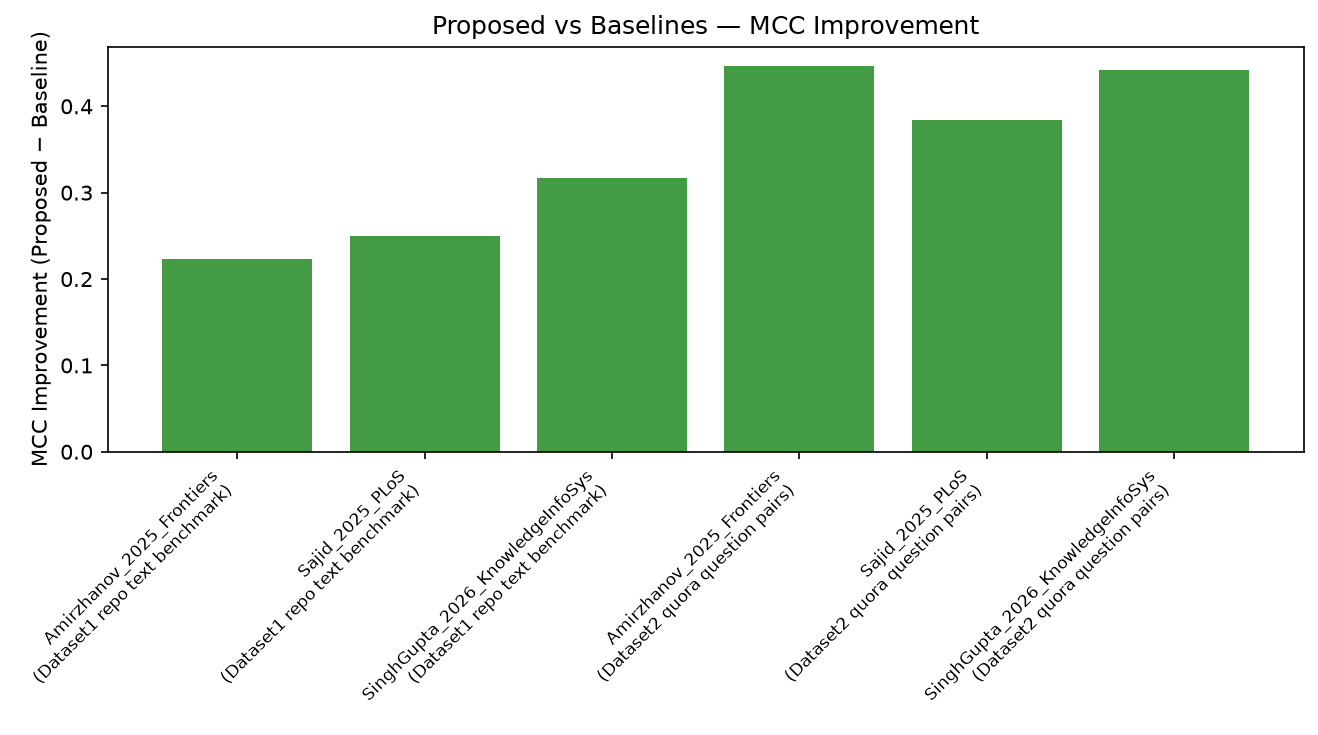 Proposed vs Baselines — MCC Improvement
MCC Improvement (Proposed − Baseline)
0.4
0.3
0.2
0.1
0.0
Amirzhanov_2025_Frontiers
(Dataset1 repo text benchmark)
Sajid_2025_PLoS
(Dataset1 repo text benchmark)
SinghGupta_2026_KnowledgeInfoSys
(Dataset1 repo text benchmark)
Amirzhanov_2025_Frontiers
(Dataset2 quora question pairs)
Sajid_2025_PLoS
(Dataset2 quora question pairs)
SinghGupta_2026_KnowledgeInfoSys
(Dataset2 quora question pairs)